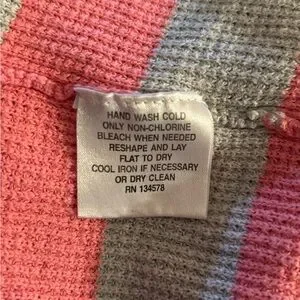 HAND WASH COLD
ONLY NON-CHLORINE
BLEACH WHEN NEEDED
RESHAPE AND LAY
FLAT TO DRY
COOL IRON IF NECESSARY
OR DRY CLEAN
RN 134578